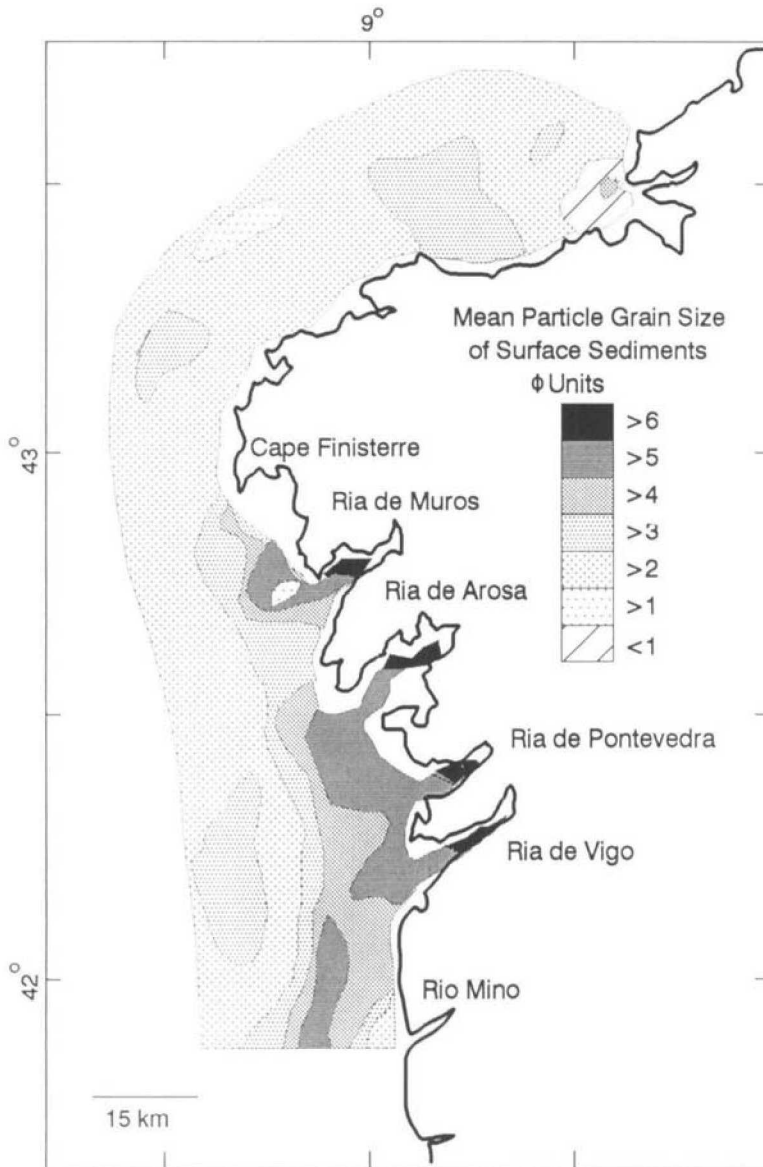 9°
Mean Particle Grain Size
of Surface Sediments
Φ Units
>6
>5
>4
>3
>2
>1
<1
43°
Cape Finisterre
Ria de Muros
Ria de Arosa
Ria de Pontevedra
Ria de Vigo
42°
Rio Mino
15 km